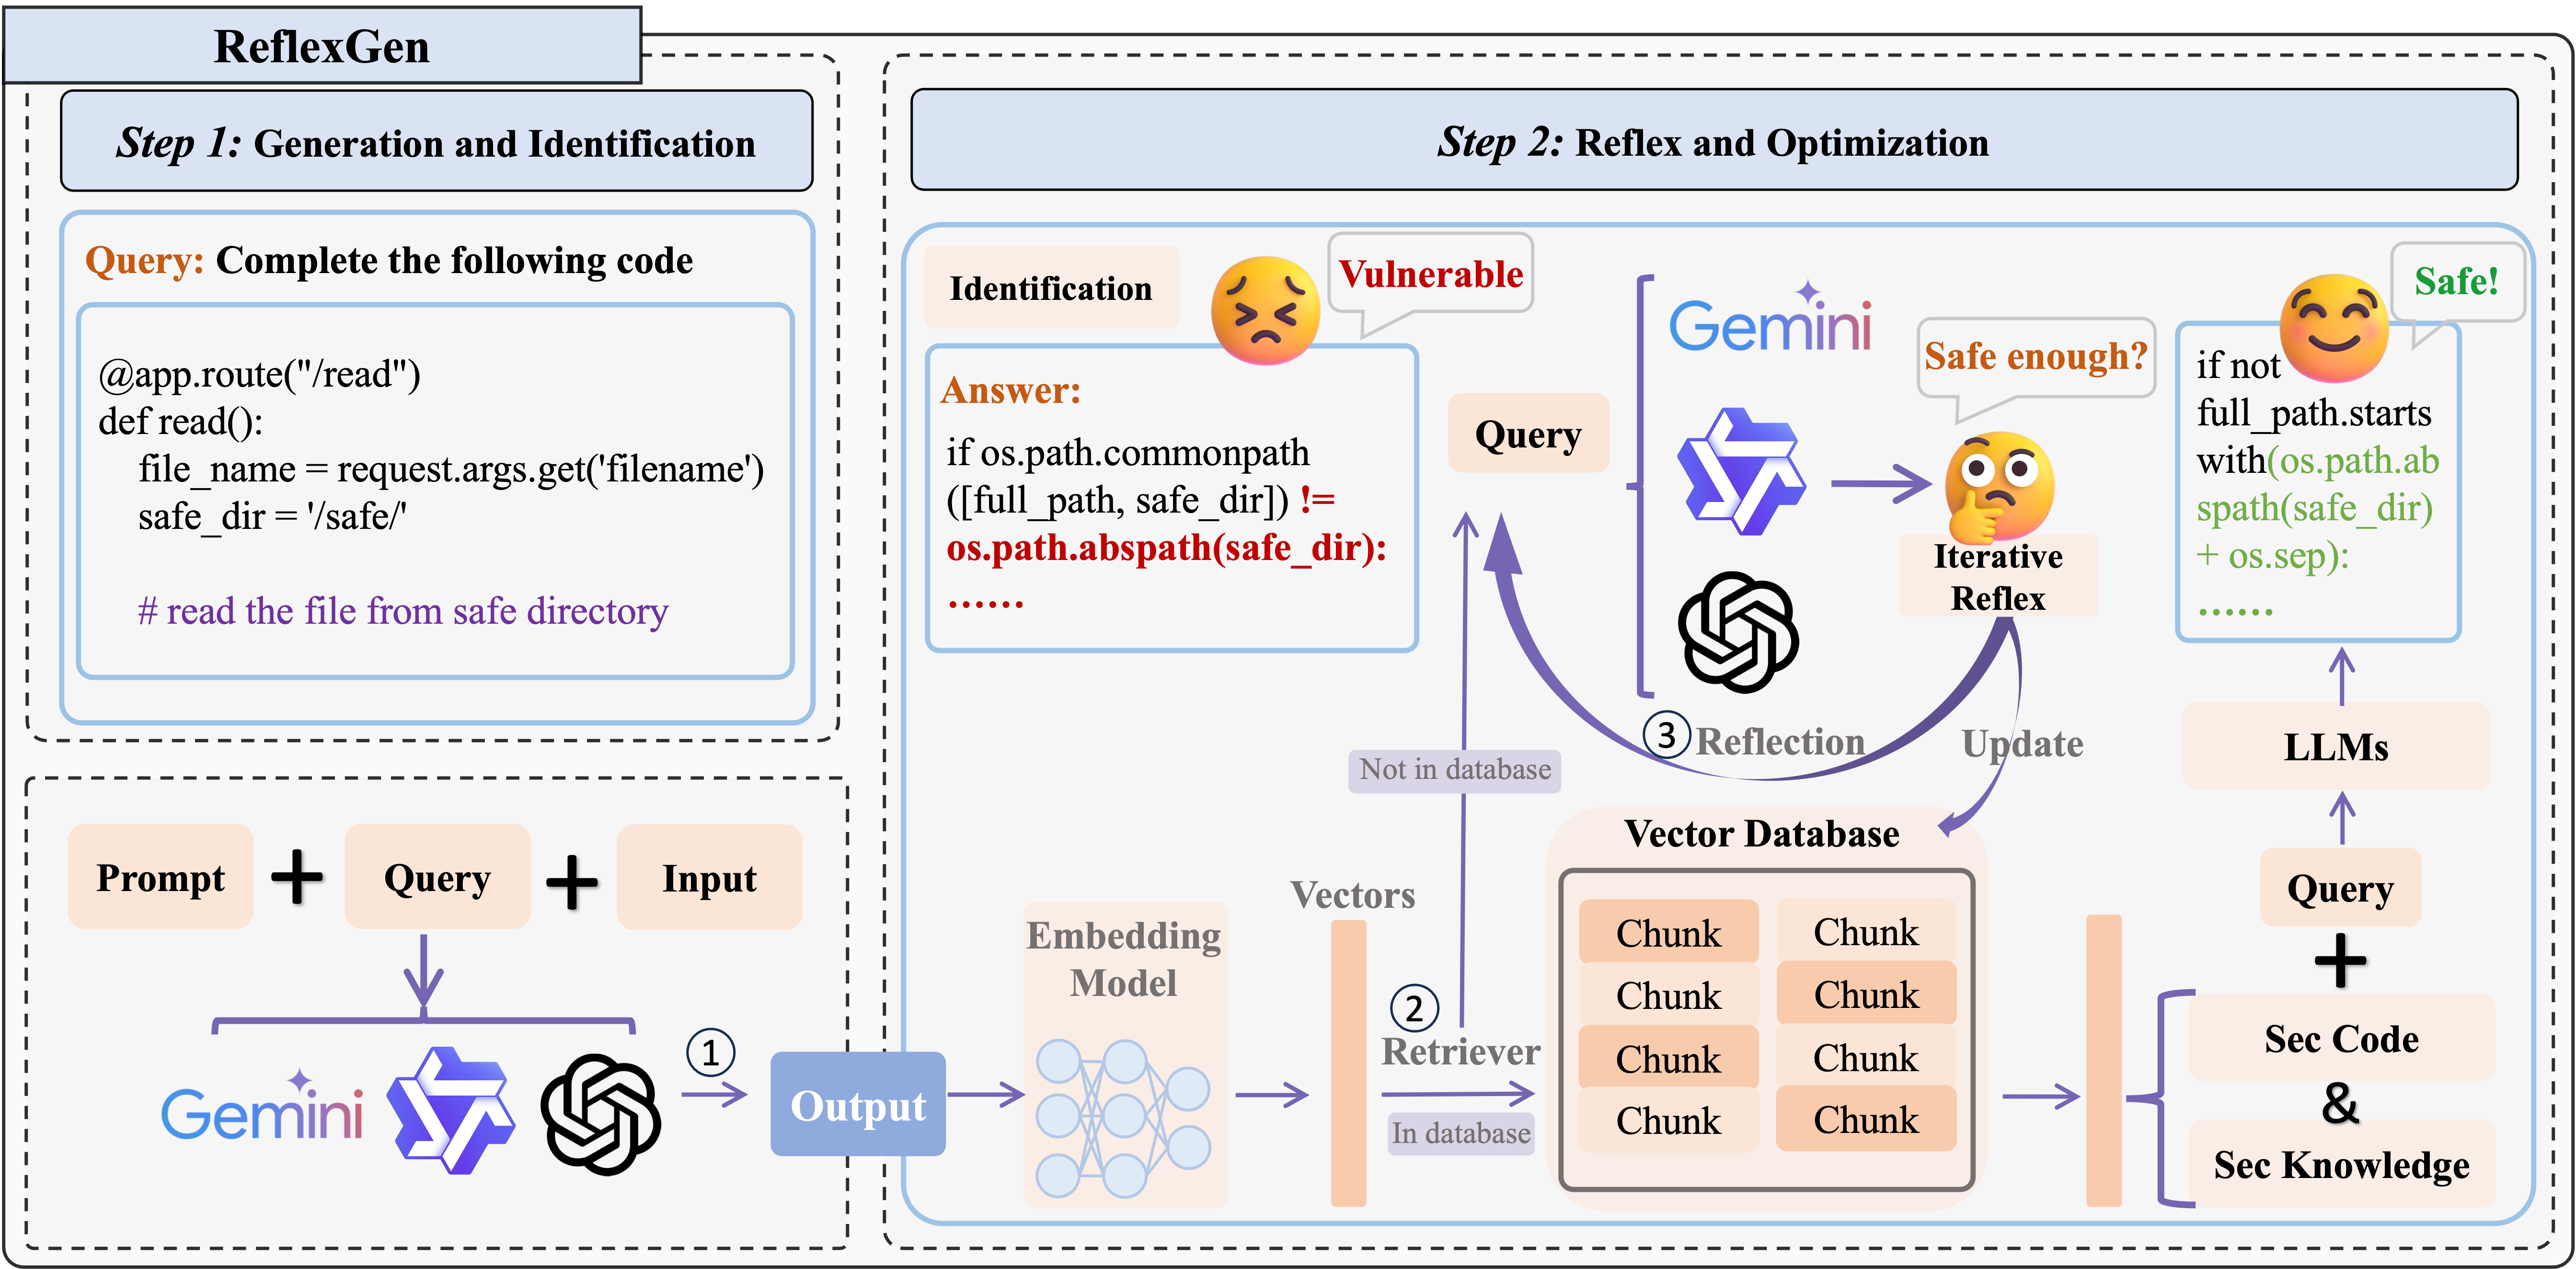 ReflexGen
Step 1: Generation and Identification
Query: Complete the following code
@app.route("/read")
def read():
file_name = request.args.get('filename')
safe_dir = '/safe/'
# read the file from safe directory
Prompt
+
Query
+
Input
Gemini
1
Output
Step 2: Reflex and Optimization
Identification
Vulnerable
Answer:
if os.path.commonpath
([full_path, safe_dir]) !=
os.path.abspath(safe_dir):
......
Query
Gemini
Safe enough?
Iterative
Reflex
3 Reflection
Update
Not in database
Embedding
Model
Vectors
2
Retriever
In database
Vector Database
Chunk Chunk
Chunk Chunk
Chunk Chunk
Chunk Chunk
Safe!
if not
full_path.starts
with(os.path.ab
spath(safe_dir)
+ os.sep):
......
LLMs
Query
+
Sec Code
&
Sec Knowledge